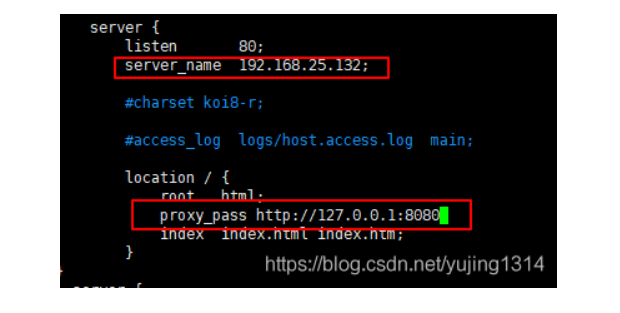 server {
listen 80;
server_name 192.168.25.132;
#charset koi8-r;
#access_log logs/host.access.log main;
location / {
root html;
proxy_pass http://127.0.0.1:8080
index index.html index.htm;
}
https://blog.csdn.net/yujing1314
}
server {